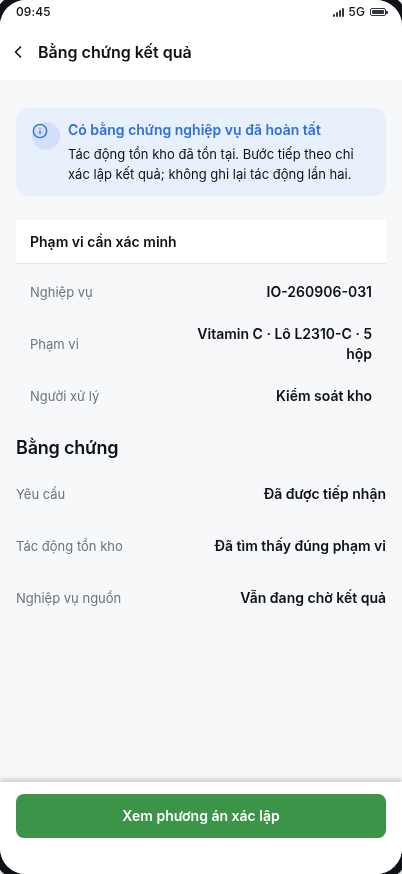 09:45
5G
Bằng chứng kết quả
Có bằng chứng nghiệp vụ đã hoàn tất
Tác động tồn kho đã tồn tại. Bước tiếp theo chỉ
xác lập kết quả; không ghi lại tác động lần hai.
Phạm vi cần xác minh
Nghiệp vụ
IO-260906-031
Phạm vi
Vitamin C · Lô L2310-C · 5
hộp
Người xử lý
Kiểm soát kho
Bằng chứng
Yêu cầu
Đã được tiếp nhận
Tác động tồn kho
Đã tìm thấy đúng phạm vi
Nghiệp vụ nguồn
Vẫn đang chờ kết quả
Xem phương án xác lập